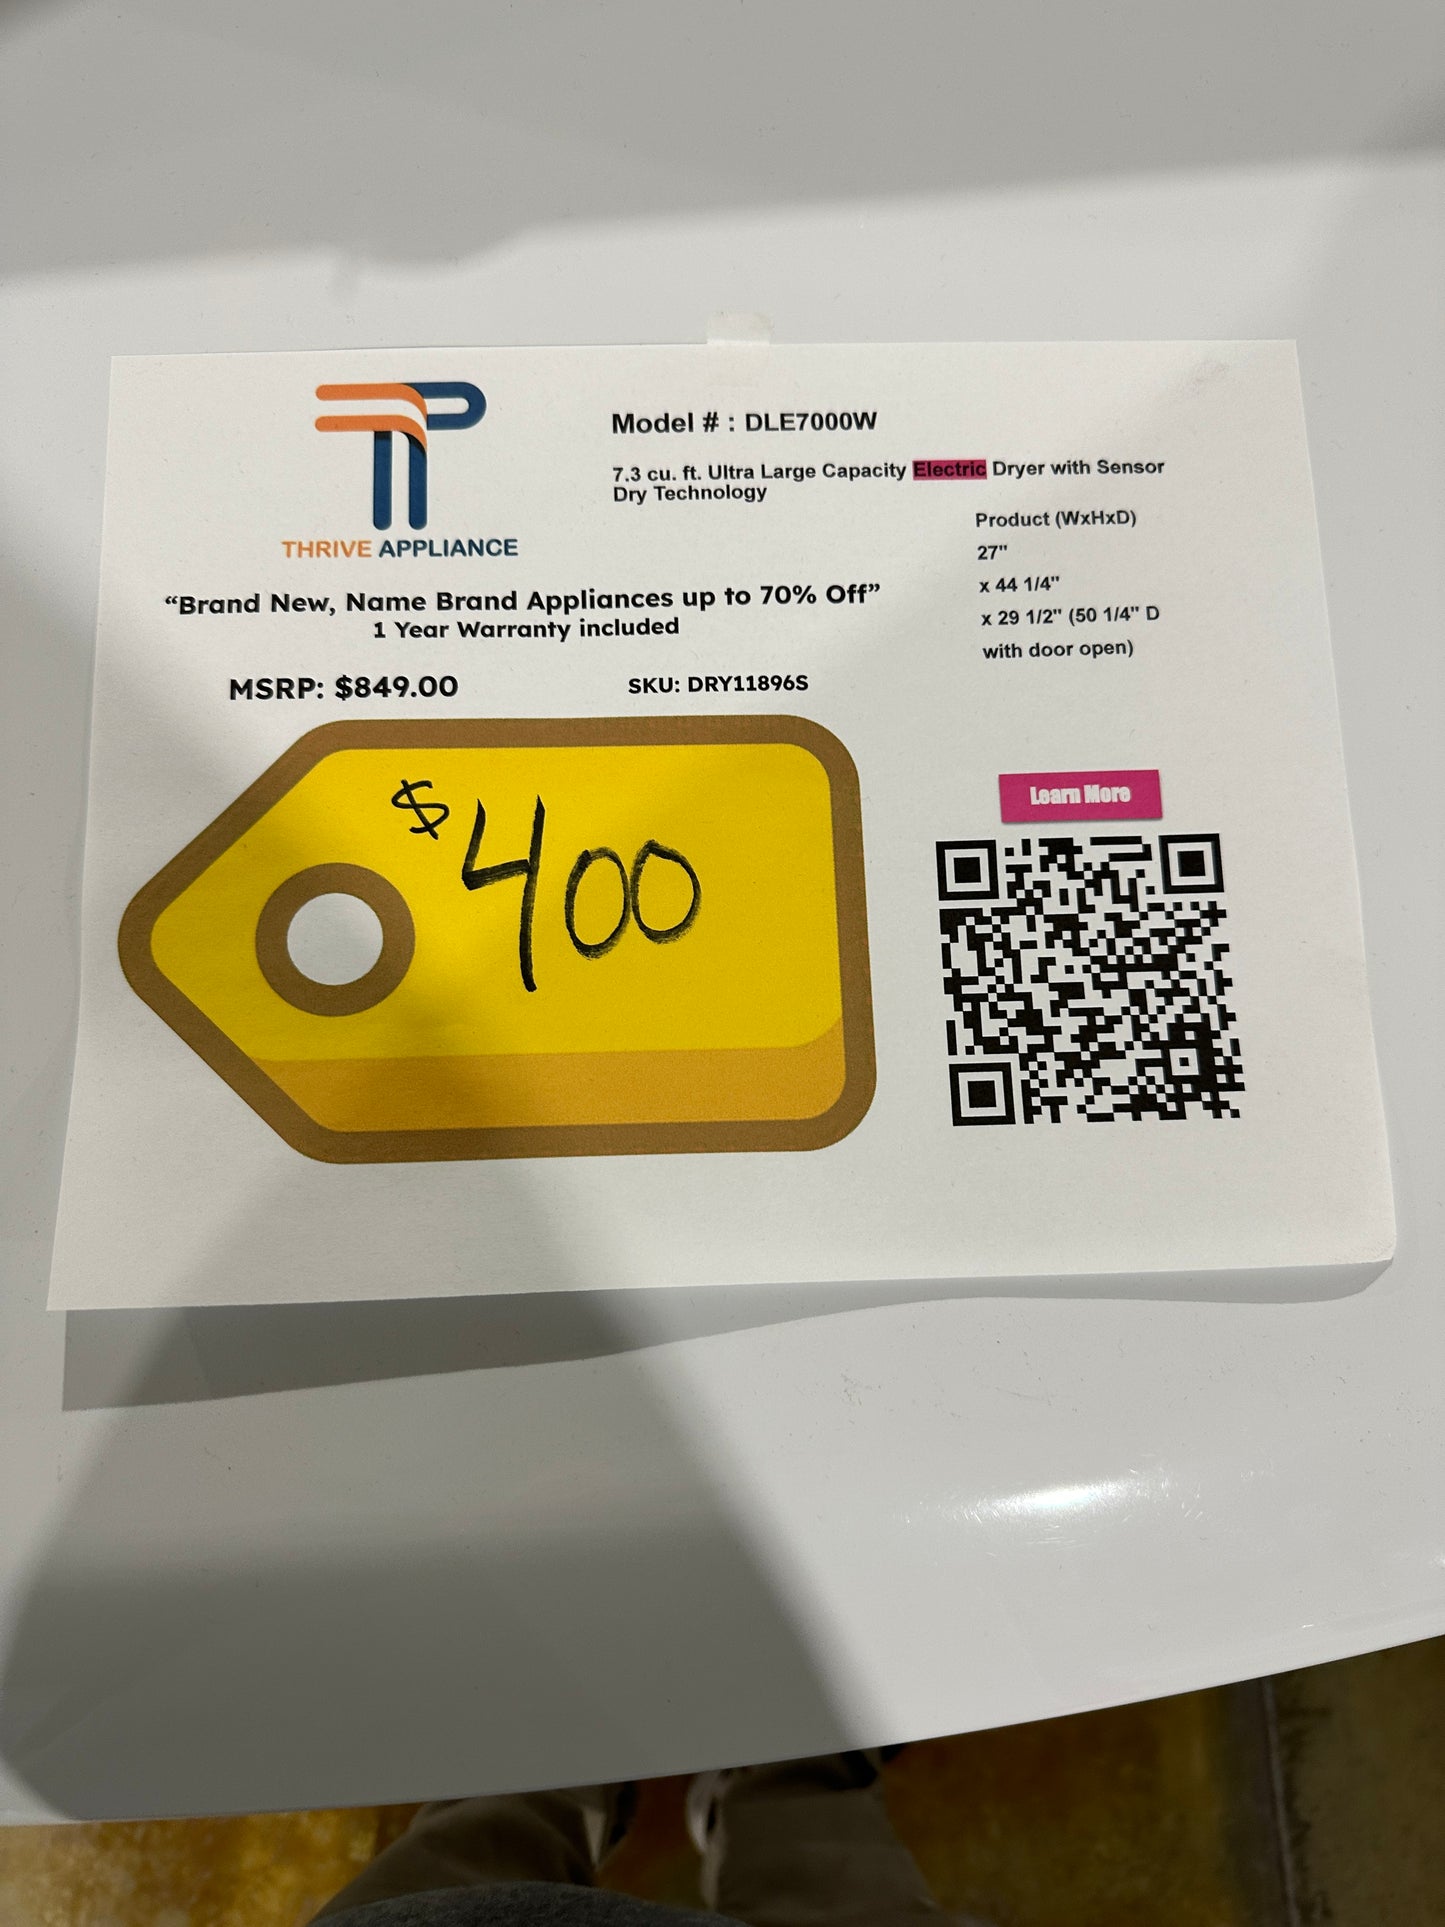 TP
THRIVE APPLIANCE
"Brand New, Name Brand Appliances up to 70% Off"
1 Year Warranty included
MSRP: $849.00
SKU: DRY11896S
$400
Model # : DLE7000W
7.3 cu. ft. Ultra Large Capacity Electric Dryer with Sensor
Dry Technology
Product (WxHxD)
27"
x 44 1/4"
x 29 1/2" (50 1/4" D
with door open)
Learn More